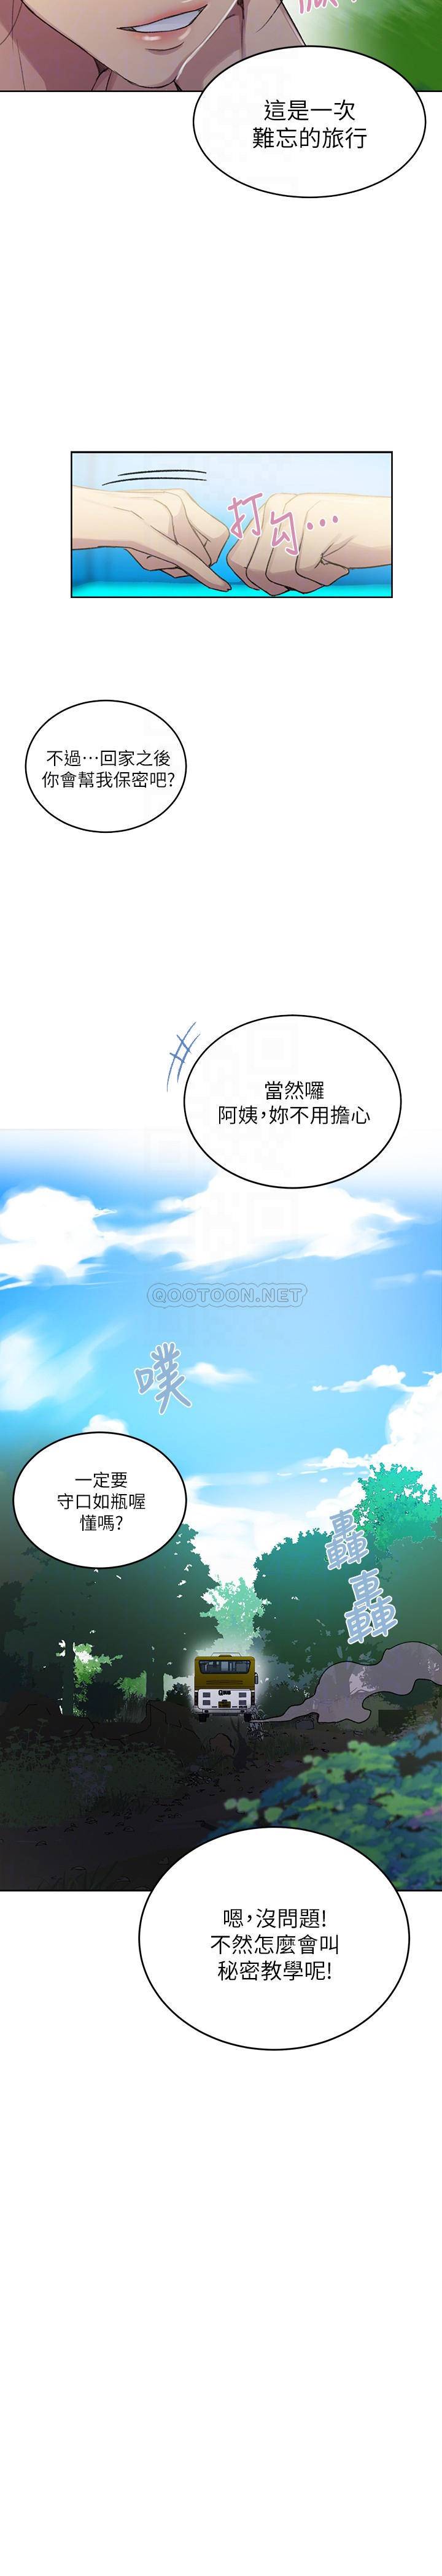 這是一次
難忘的旅行
打勾…
不過…回家之後
你會幫我保密吧?
當然囉
阿姨,妳不用擔心
QOOTOON.NET
噗
一定要
守口如瓶喔
懂嗎?
轟
轟
嗯,沒問題!
不然怎麼會叫
秘密教學呢!